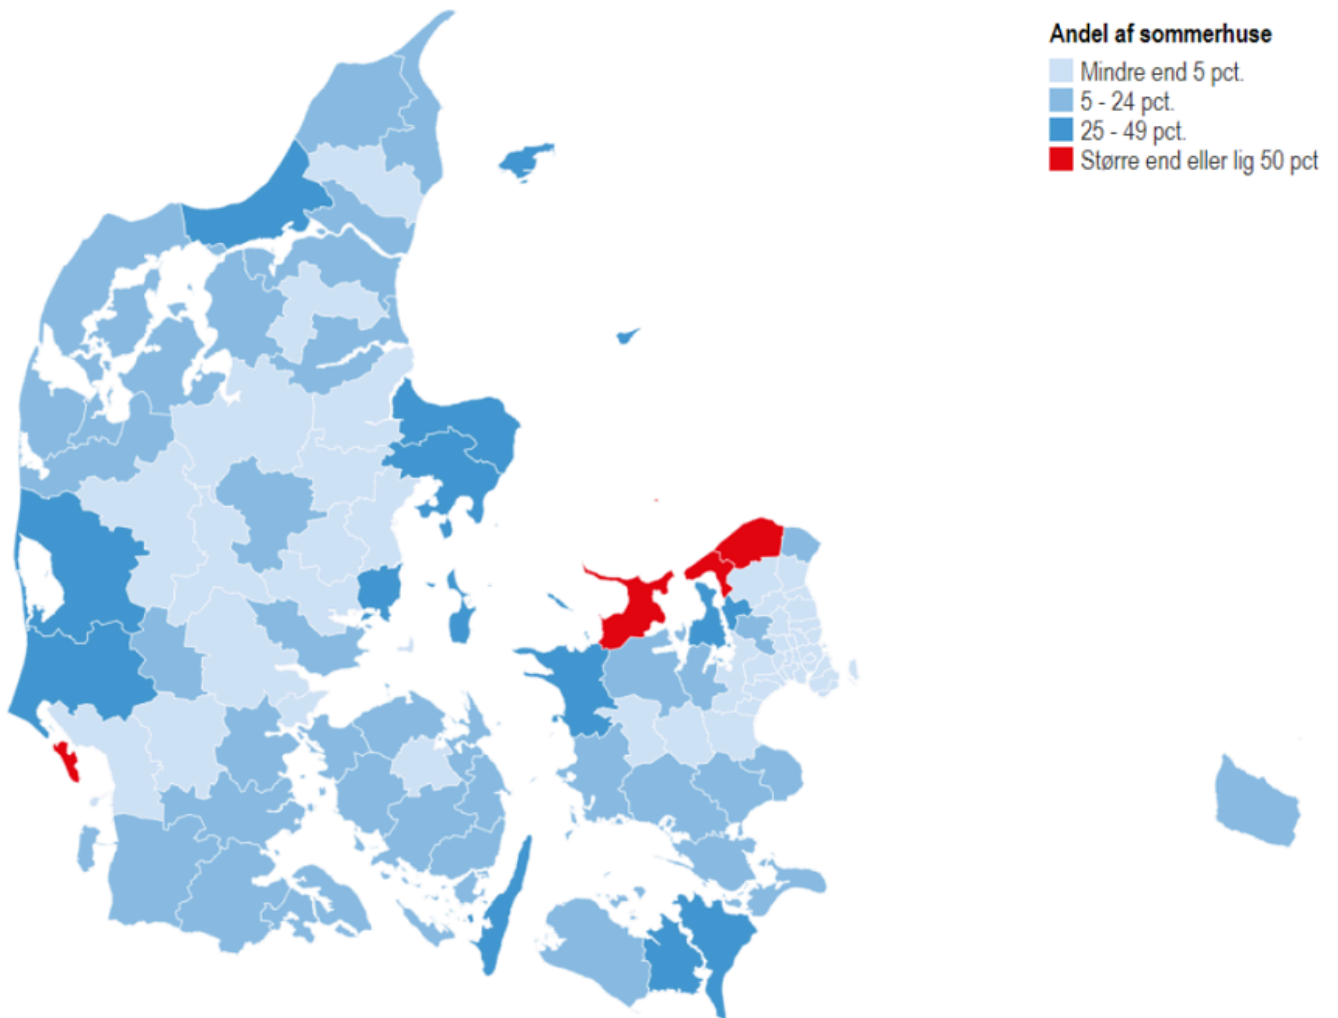 Andel af sommerhuse
Mindre end 5 pct.
5 - 24 pct.
25 - 49 pct.
Større end eller lig 50 pct